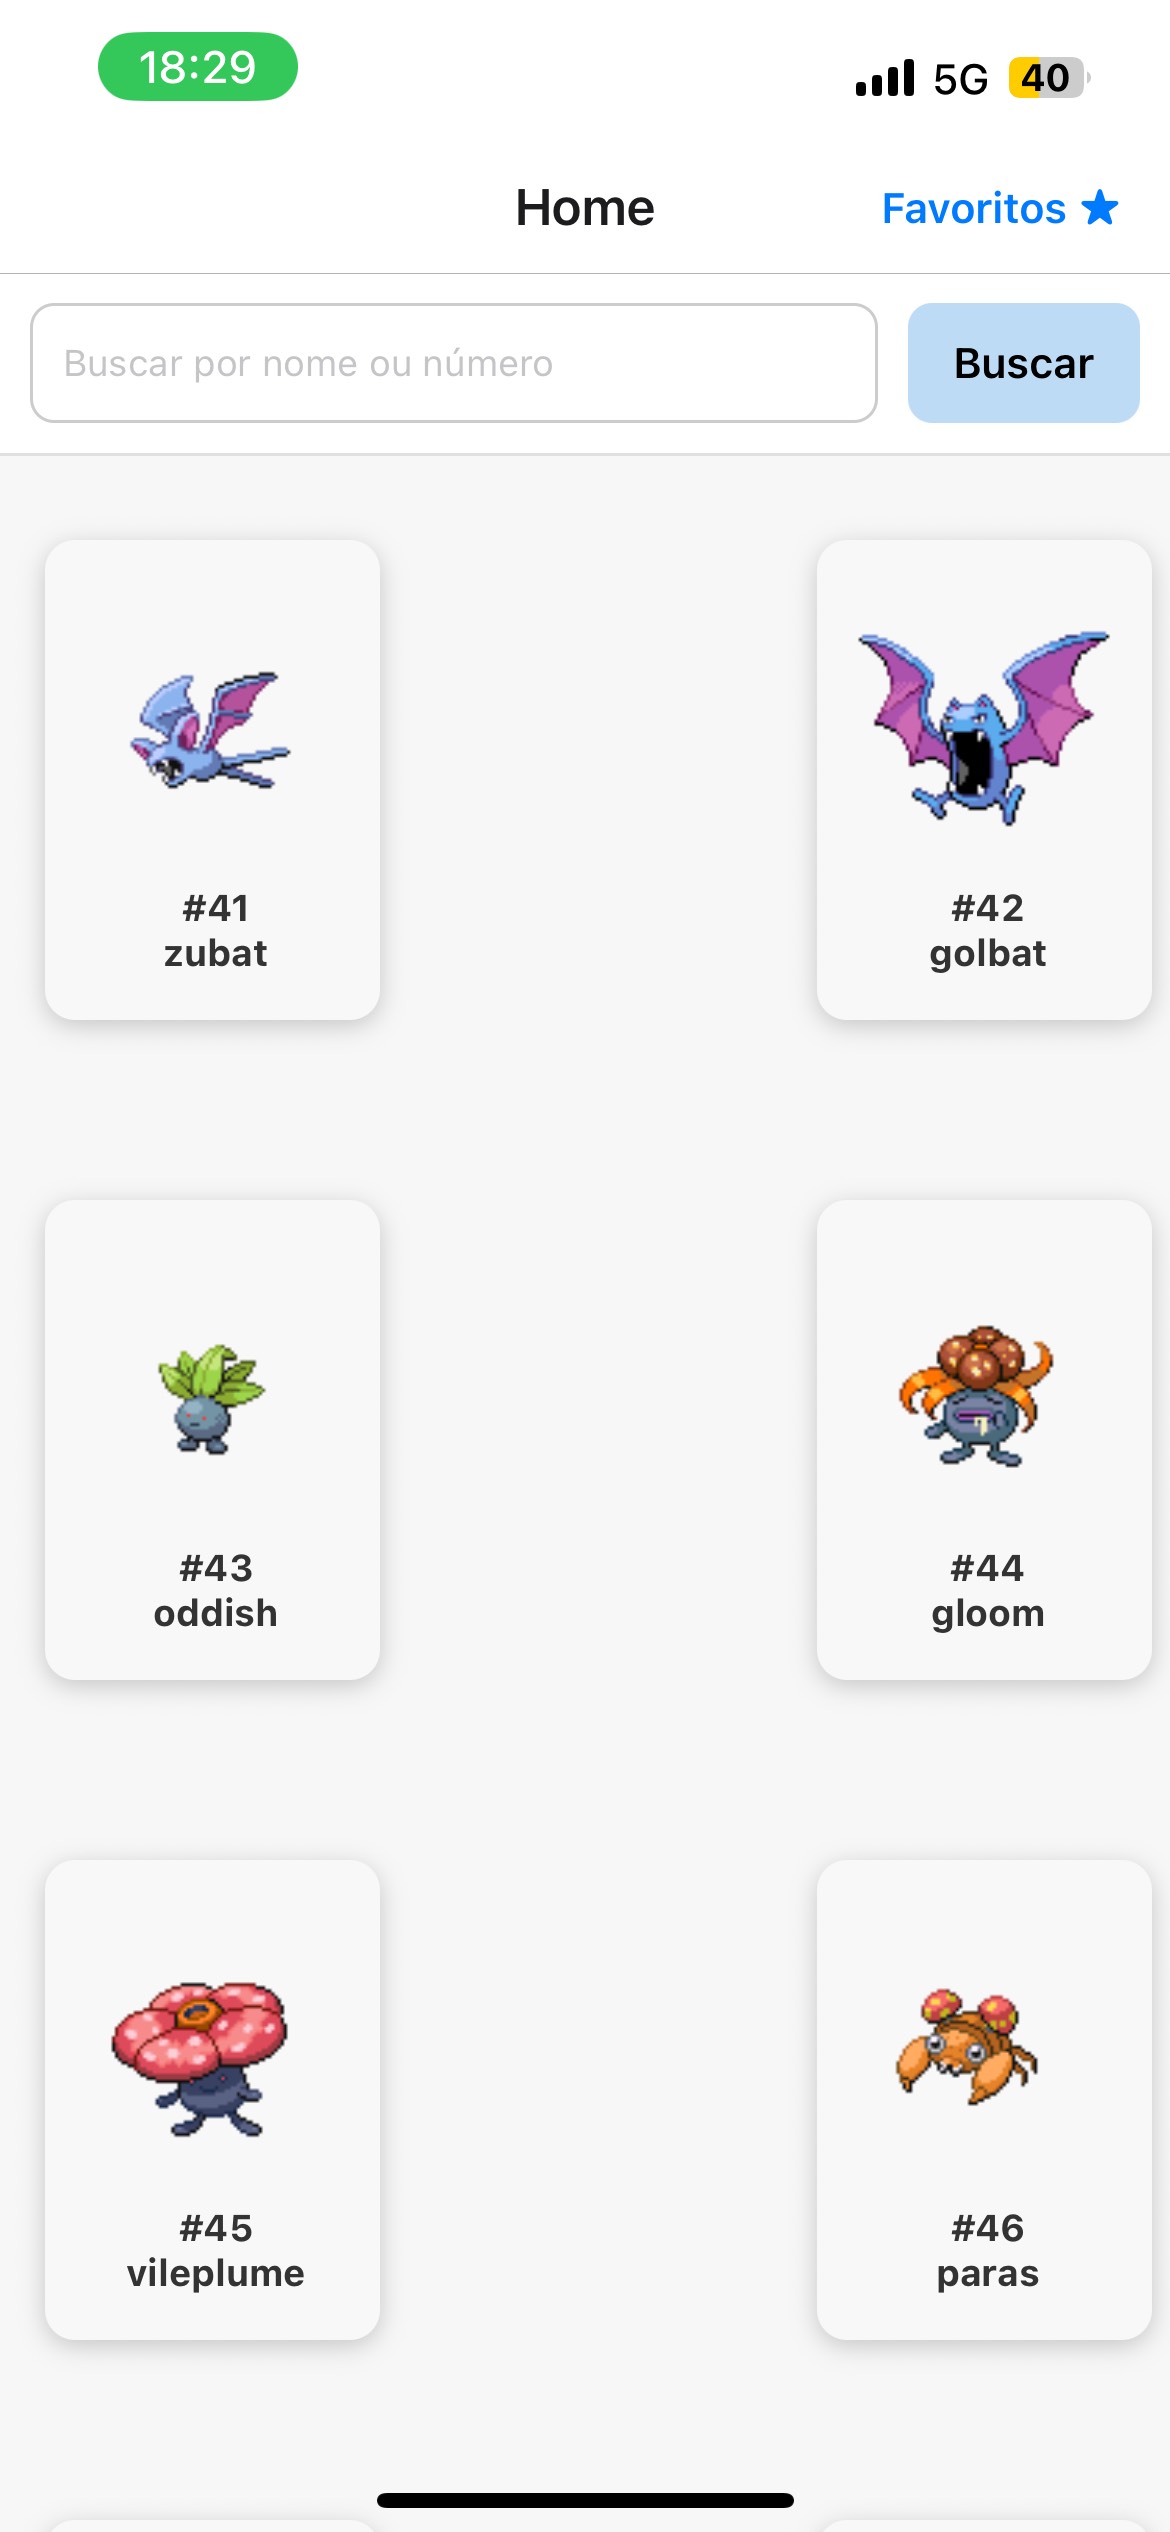 18:29
5G
40
Home
Favoritos
Buscar por nome ou número
Buscar
#41
zubat
#42
golbat
#43
oddish
#44
gloom
#45
vileplume
#46
paras